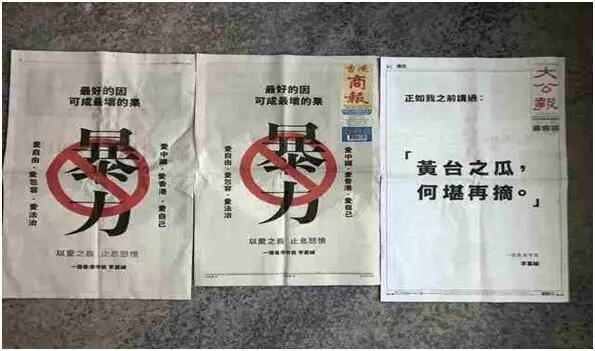 最好的因
可成最壞的果
暴力
愛中國、愛香港、愛自己
愛自由、愛包容、愛法治
以愛之義 止息怒憤
一個香港市民 李嘉誠
香港商報
最好的因
可成最壞的果
暴力
愛中國、愛香港、愛自己
愛自由、愛包容、愛法治
以愛之義 止息怒憤
一個香港市民 李嘉誠
大公報
正如我之前講過：
「黃台之瓜，
何堪再摘。」
一個香港市民
李嘉誠